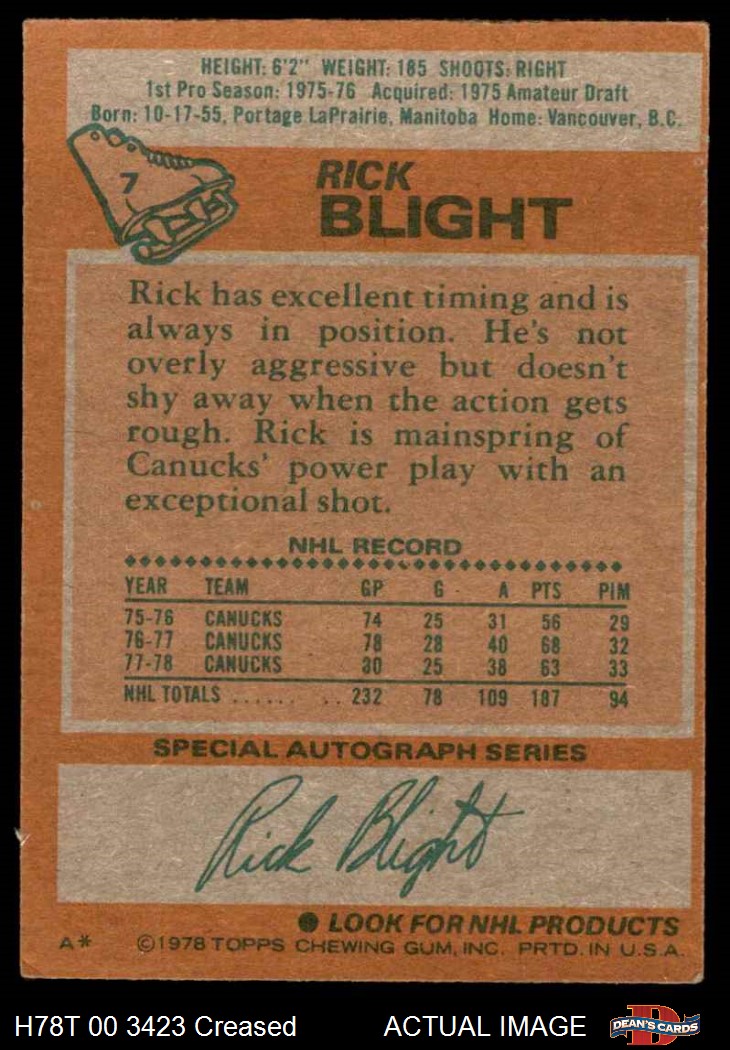 HEIGHT: 6'2" WEIGHT: 185 SHOOTS: RIGHT
1st Pro Season: 1975-76 Acquired: 1975 Amateur Draft
Born: 10-17-55, Portage LaPrairie, Manitoba Home: Vancouver, B.C.
7
RICK
BLIGHT
Rick has excellent timing and is
always in position. He's not
overly aggressive but doesn't
shy away when the action gets
rough. Rick is mainspring of
Canucks' power play with an
exceptional shot.
NHL RECORD
YEAR TEAM GP G A PTS PIM
75-76 CANUCKS 74 25 31 56 29
76-77 CANUCKS 78 28 40 68 32
77-78 CANUCKS 80 25 38 63 33
NHL TOTALS ...... .. 232 78 109 187 94
SPECIAL AUTOGRAPH SERIES
Rick Blight
LOOK FOR NHL PRODUCTS
A* ©1978 TOPPS CHEWING GUM, INC. PRTD. IN U.S.A.
H78T 00 3423 Creased ACTUAL IMAGE DEAN'S CARDS